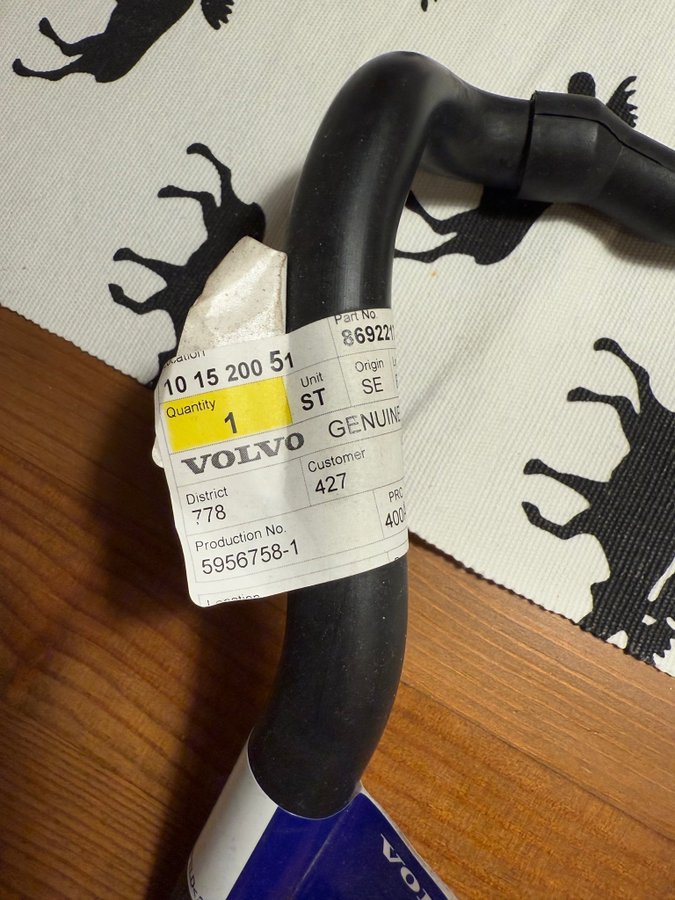 Part No.
10 15 200 51
Quantity
1
Unit
ST
Origin
SE
VOLVO
GENUINE
District
778
Customer
427
Production No.
5956758-1
Location